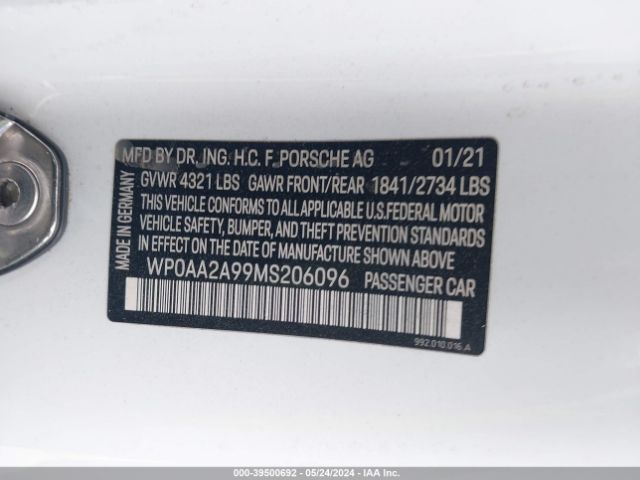 MFD BY DR. ING. H.C. F. PORSCHE AG 01/21
GVWR 4321 LBS GAWR FRONT/REAR 1841/2734 LBS
THIS VEHICLE CONFORMS TO ALL APPLICABLE U.S. FEDERAL MOTOR
VEHICLE SAFETY, BUMPER, AND THEFT PREVENTION STANDARDS
IN EFFECT ON THE DATE OF MANUFACTURE SHOWN ABOVE.
WP0AA2A99MS206096 PASSENGER CAR
992.010.016.A
MADE IN GERMANY
000-39500692 - 05/24/2024 - IAAI.COM